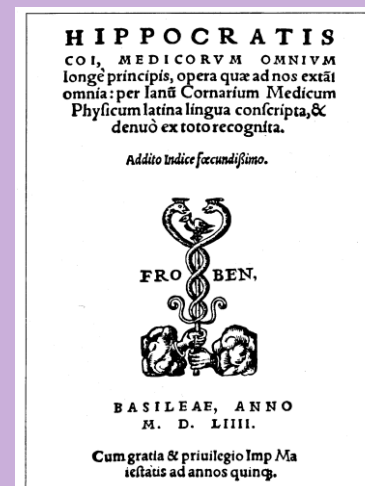 HIPPOCRATIS
COI, MEDICORVM OMNIVM
longè principis, opera quæ ad nos extāt
omnia: per Ianū Cornarium Medicum
Physicum latina lingua conscripta, &
denuò ex toto recognita.
Addito Indice fœcundißimo.
FRO BEN,
BASILEAE, ANNO
M. D. LIIII.
Cum gratia & priuilegio Imp Ma
iestatis ad annos quinq.